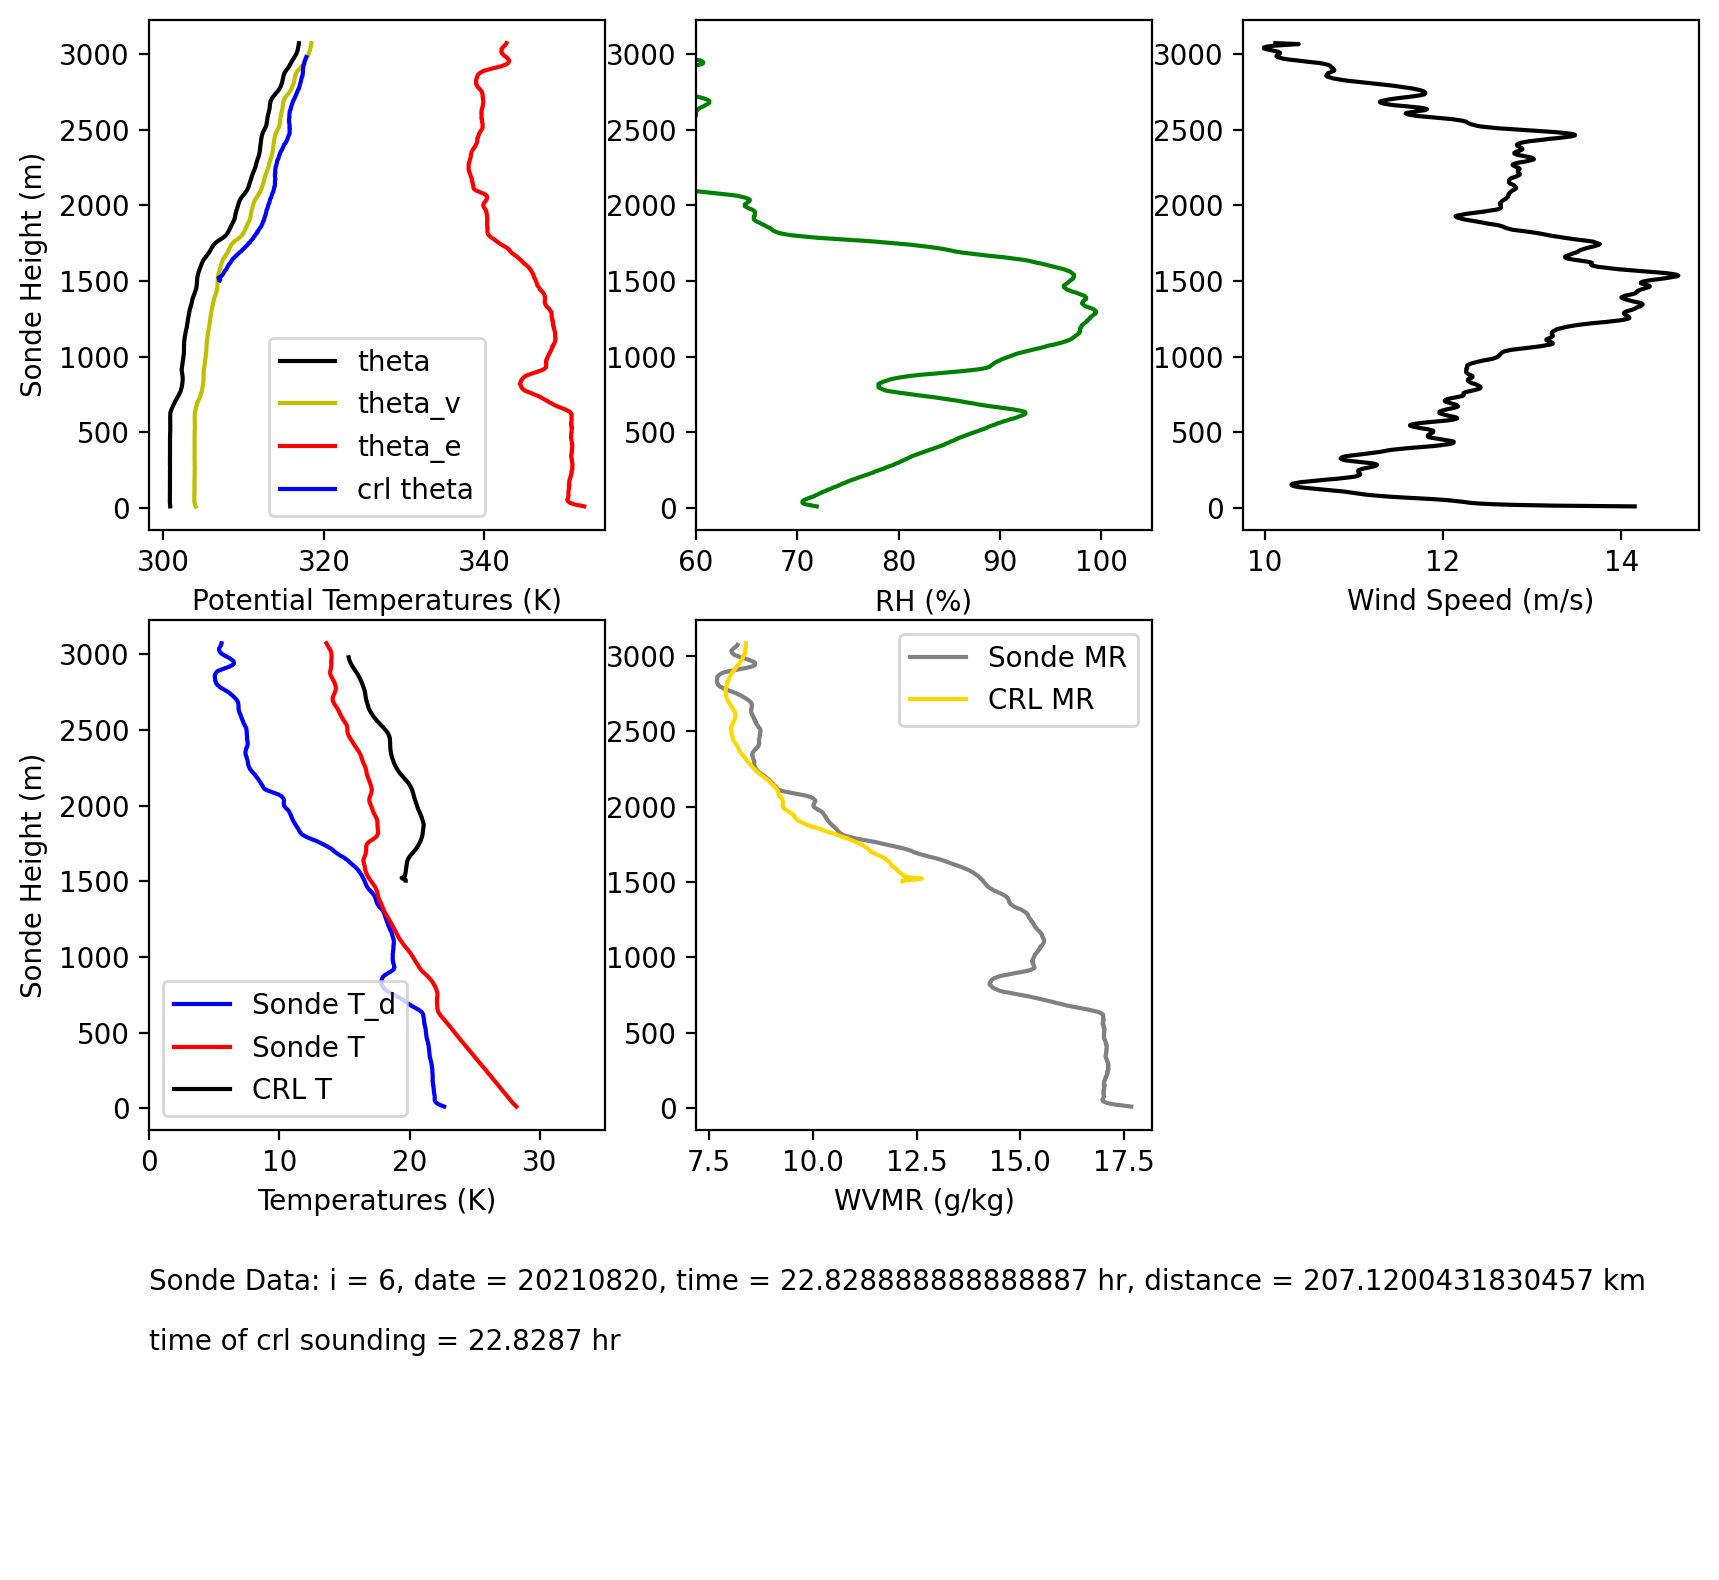 3000
2500
2000
1500
1000
500
0
Sonde Height (m)
300 320 340
Potential Temperatures (K)
theta
theta_v
theta_e
crl theta
3000
2500
2000
1500
1000
500
0
60 70 80 90 100
RH (%)
3000
2500
2000
1500
1000
500
0
10 12 14
Wind Speed (m/s)
3000
2500
2000
1500
1000
500
0
Sonde Height (m)
0 10 20 30
Temperatures (K)
Sonde T_d
Sonde T
CRL T
3000
2500
2000
1500
1000
500
0
7.5 10.0 12.5 15.0 17.5
WVMR (g/kg)
Sonde MR
CRL MR
Sonde Data: i = 6, date = 20210820, time = 22.828888888888887 hr, distance = 207.1200431830457 km
time of crl sounding = 22.8287 hr